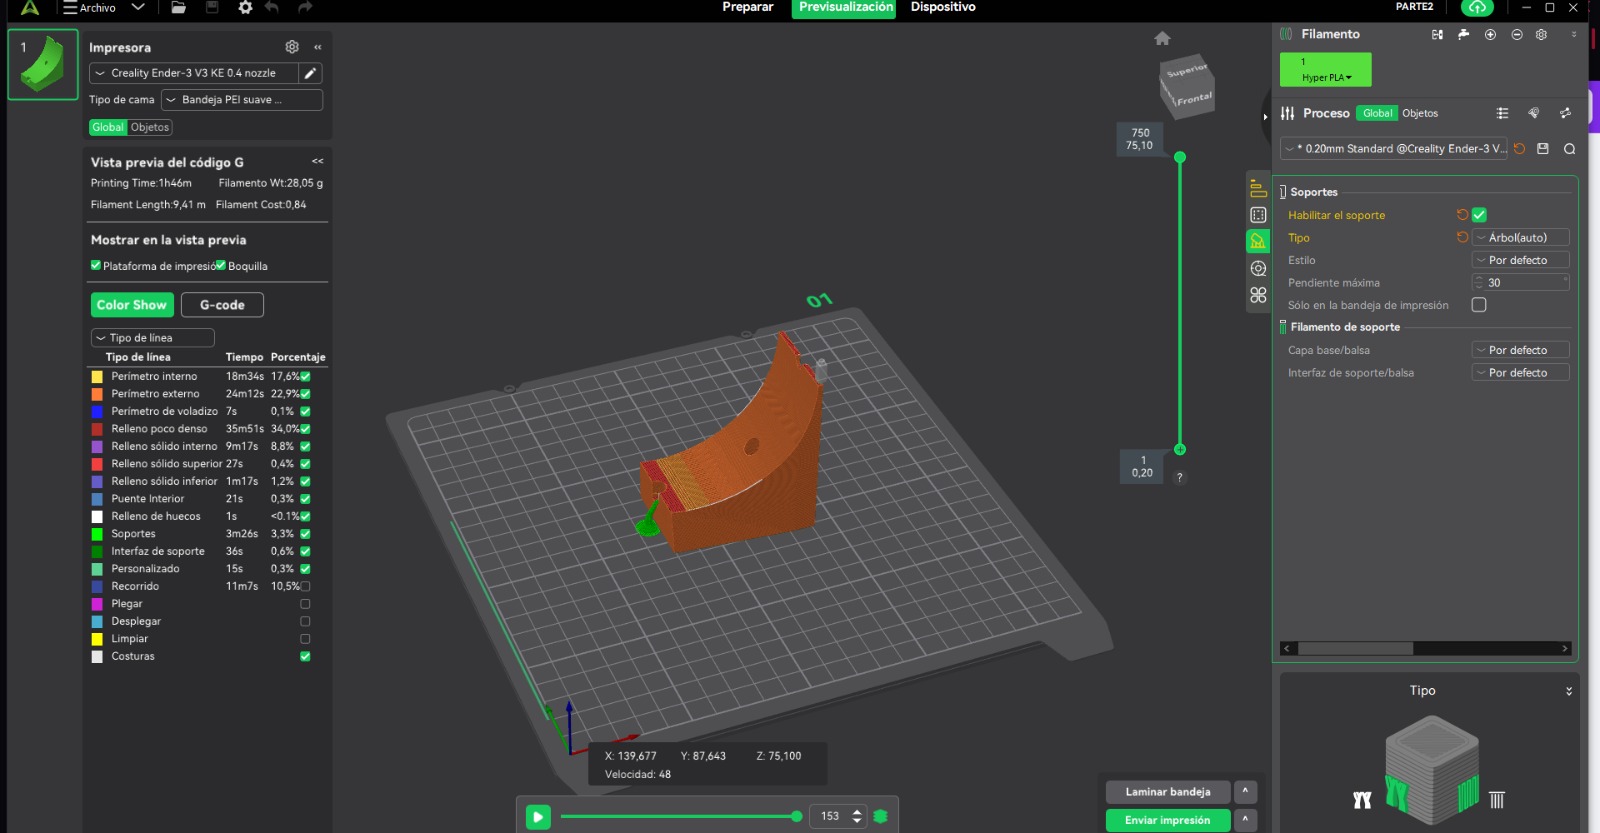 Archivo
Preparar
Previsualización
Dispositivo
PARTE2
1
Impresora
«
Creality Ender-3 V3 KE 0.4 nozzle
Tipo de cama
Bandeja PEI suave ...
Global
Objetos
Vista previa del código G
<<
Printing Time:1h46m
Filamento Wt:28,05 g
Filament Length:9,41 m
Filament Cost:0,84
Mostrar en la vista previa
Plataforma de impresió
Boquilla
Color Show
G-code
Tipo de línea
Tipo de línea Tiempo Porcentaje
Perímetro interno 18m34s 17,6%
Perímetro externo 24m12s 22,9%
Perímetro de voladizo 7s 0,1%
Relleno poco denso 35m51s 34,0%
Relleno sólido interno 9m17s 8,8%
Relleno sólido superior 27s 0,4%
Relleno sólido inferior 1m17s 1,2%
Puente Interior 21s 0,3%
Relleno de huecos 1s <0.1%
Soportes 3m26s 3,3%
Interfaz de soporte 36s 0,6%
Personalizado 15s 0,3%
Recorrido 11m7s 10,5%
Plegar
Desplegar
Limpiar
Costuras
01
Superior
Frontal
750
75,10
1
0,20
?
X: 139,677 Y: 87,643 Z: 75,100
Velocidad: 48
153
Laminar bandeja
Enviar impresión
Filamento
1
Hyper PLA
Proceso
Global
Objetos
* 0.20mm Standard @Creality Ender-3 V...
Soportes
Habilitar el soporte
Tipo
Árbol(auto)
Estilo
Por defecto
Pendiente máxima
30
°
Sólo en la bandeja de impresión
Filamento de soporte
Capa base/balsa
Por defecto
Interfaz de soporte/balsa
Por defecto
Tipo